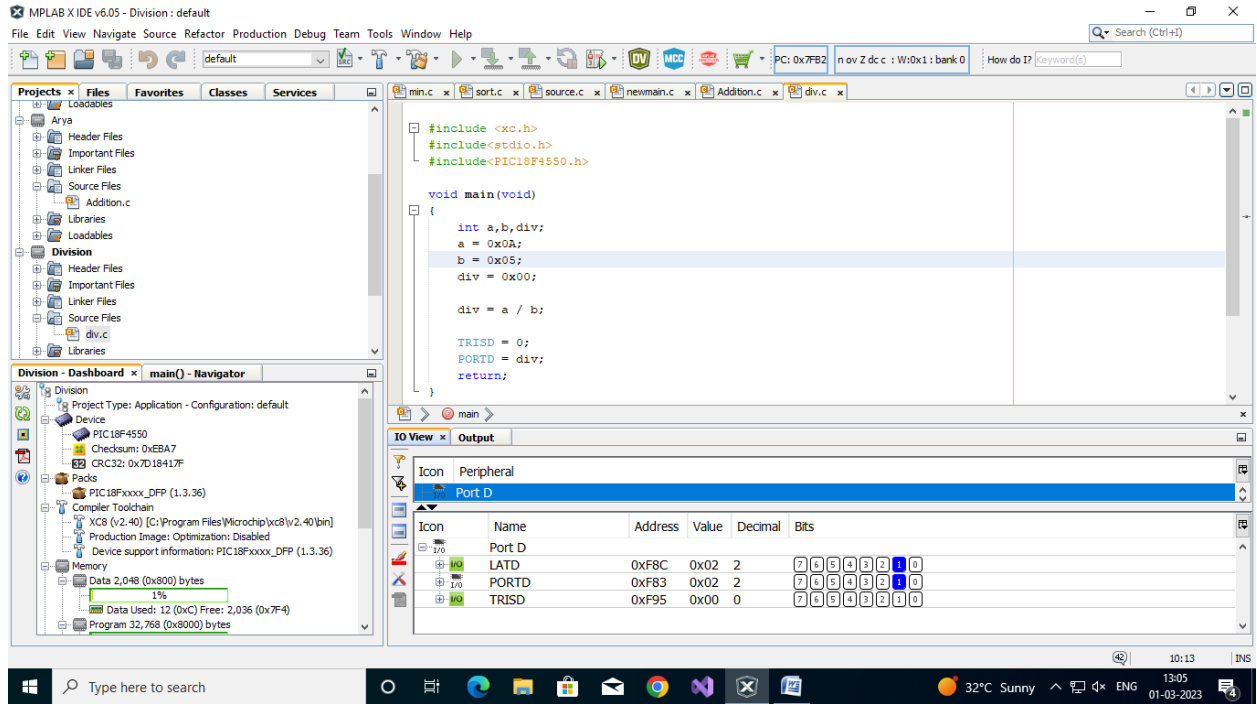 MPLAB X IDE v6.05 - Division : default
File Edit View Navigate Source Refactor Production Debug Team Tools Window Help
Search (Ctrl+I)
default
PC: 0x7FB2
n ov Z dc c : W:0x1 : bank 0
How do I? Keyword(s)
Projects × Files Favorites Classes Services
min.c × sort.c × source.c × newmain.c × Addition.c × div.c ×
Loadables
Arya
Header Files
Important Files
Linker Files
Source Files
Addition.c
Libraries
Loadables
Division
Header Files
Important Files
Linker Files
Source Files
div.c
Libraries
#include <xc.h>
#include<stdio.h>
#include<PIC18F4550.h>
void main(void)
{
int a,b,div;
a = 0x0A;
b = 0x05;
div = 0x00;
div = a / b;
TRISD = 0;
PORTD = div;
return;
}
main
Division - Dashboard × main() - Navigator
Division
Project Type: Application - Configuration: default
Device
PIC18F4550
Checksum: 0xEBA7
CRC32: 0x7D18417F
Packs
PIC18Fxxxx_DFP (1.3.36)
Compiler Toolchain
XC8 (v2.40) [C:\Program Files\Microchip\xc8\v2.40\bin]
Production Image: Optimization: Disabled
Device support information: PIC18Fxxxx_DFP (1.3.36)
Memory
Data 2,048 (0x800) bytes
1%
Data Used: 12 (0xC) Free: 2,036 (0x7F4)
Program 32,768 (0x8000) bytes
IO View × Output
Icon Peripheral
Port D
Icon Name Address Value Decimal Bits
Port D
LATD 0xF8C 0x02 2 7 6 5 4 3 2 1 0
PORTD 0xF83 0x02 2 7 6 5 4 3 2 1 0
TRISD 0xF95 0x00 0 7 6 5 4 3 2 1 0
42 10:13 INS
Type here to search
32°C Sunny ENG 13:05
01-03-2023
4